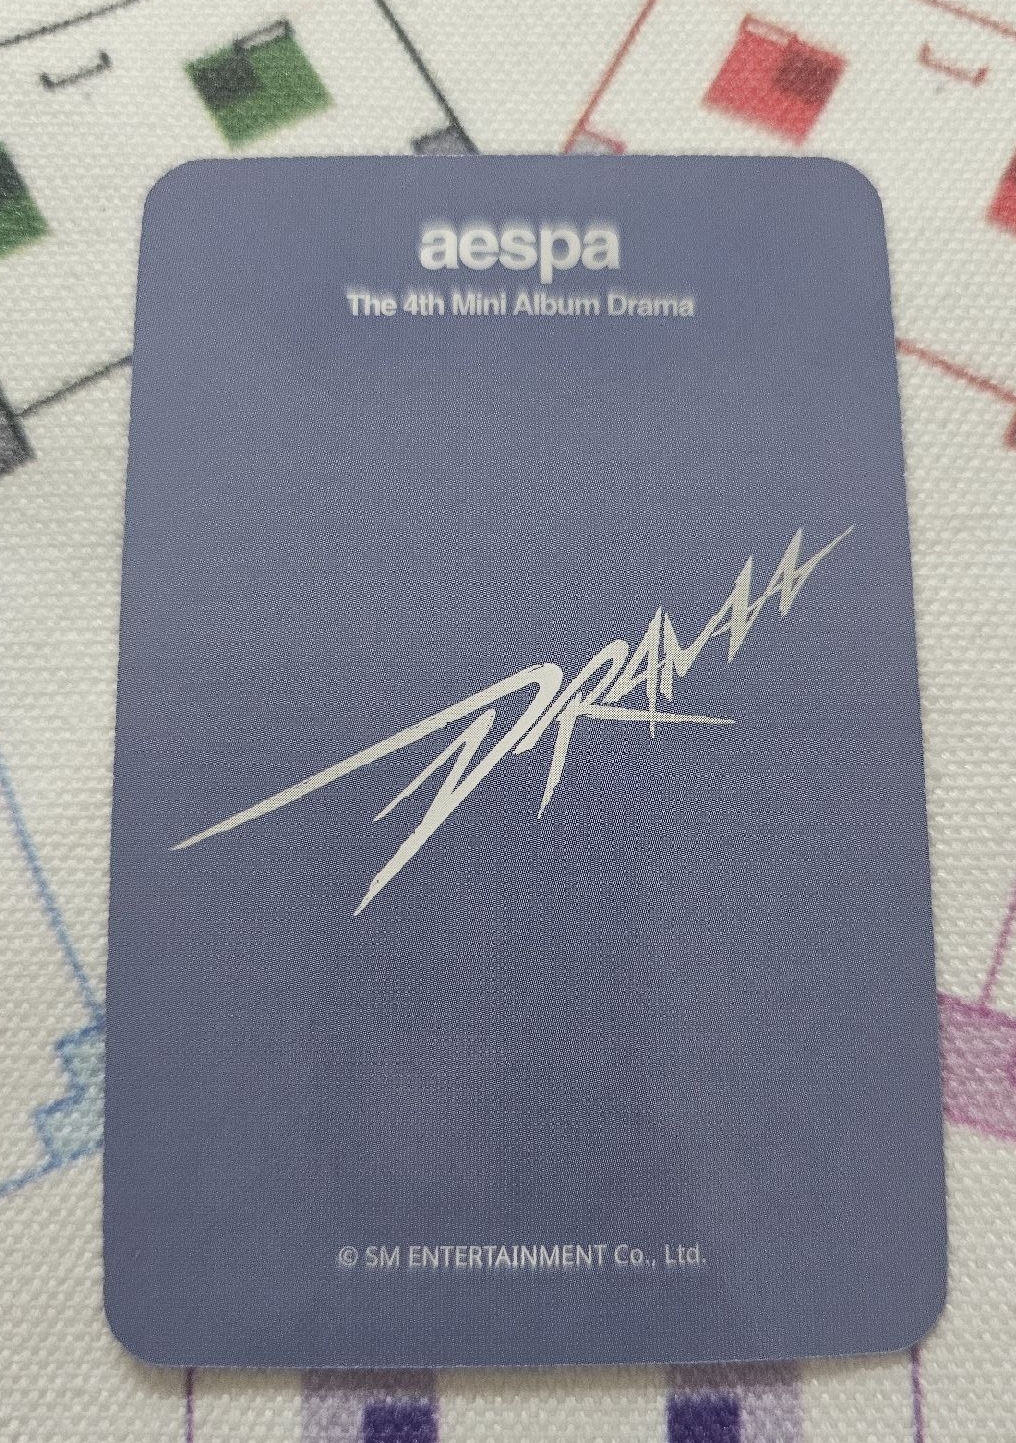 aespa
The 4th Mini Album Drama
DRAMA
© SM ENTERTAINMENT Co., Ltd.